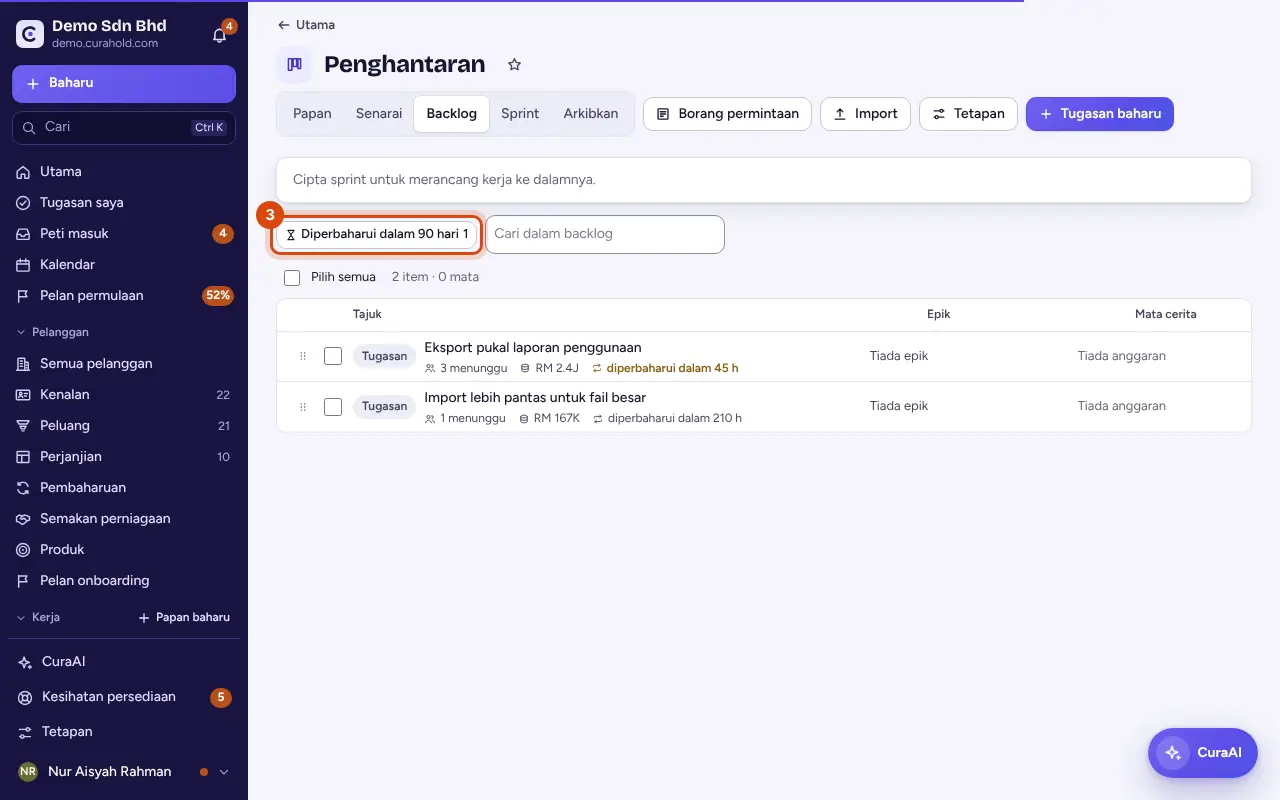 Demo Sdn Bhd
demo.curahold.com
4
Baharu
Cari
Ctrl K
Utama
Tugasan saya
Peti masuk
4
Kalendar
Pelan permulaan
52%
Pelanggan
Semua pelanggan
Kenalan
22
Peluang
21
Perjanjian
10
Pembaharuan
Semakan perniagaan
Produk
Pelan onboarding
Kerja
Papan baharu
CuraAI
Kesihatan persediaan
5
Tetapan
NR
Nur Aisyah Rahman
Utama
Penghantaran
Papan
Senarai
Backlog
Sprint
Arkibkan
Borang permintaan
Import
Tetapan
Tugasan baharu
Cipta sprint untuk merancang kerja ke dalamnya.
3
Diperbaharui dalam 90 hari 1
Cari dalam backlog
Pilih semua
2 item · 0 mata
Tajuk
Epik
Mata cerita
Tugasan
Eksport pukal laporan penggunaan
3 menunggu
RM 2.4J
diperbaharui dalam 45 h
Tiada epik
Tiada anggaran
Tugasan
Import lebih pantas untuk fail besar
1 menunggu
RM 167K
diperbaharui dalam 210 h
Tiada epik
Tiada anggaran
CuraAI